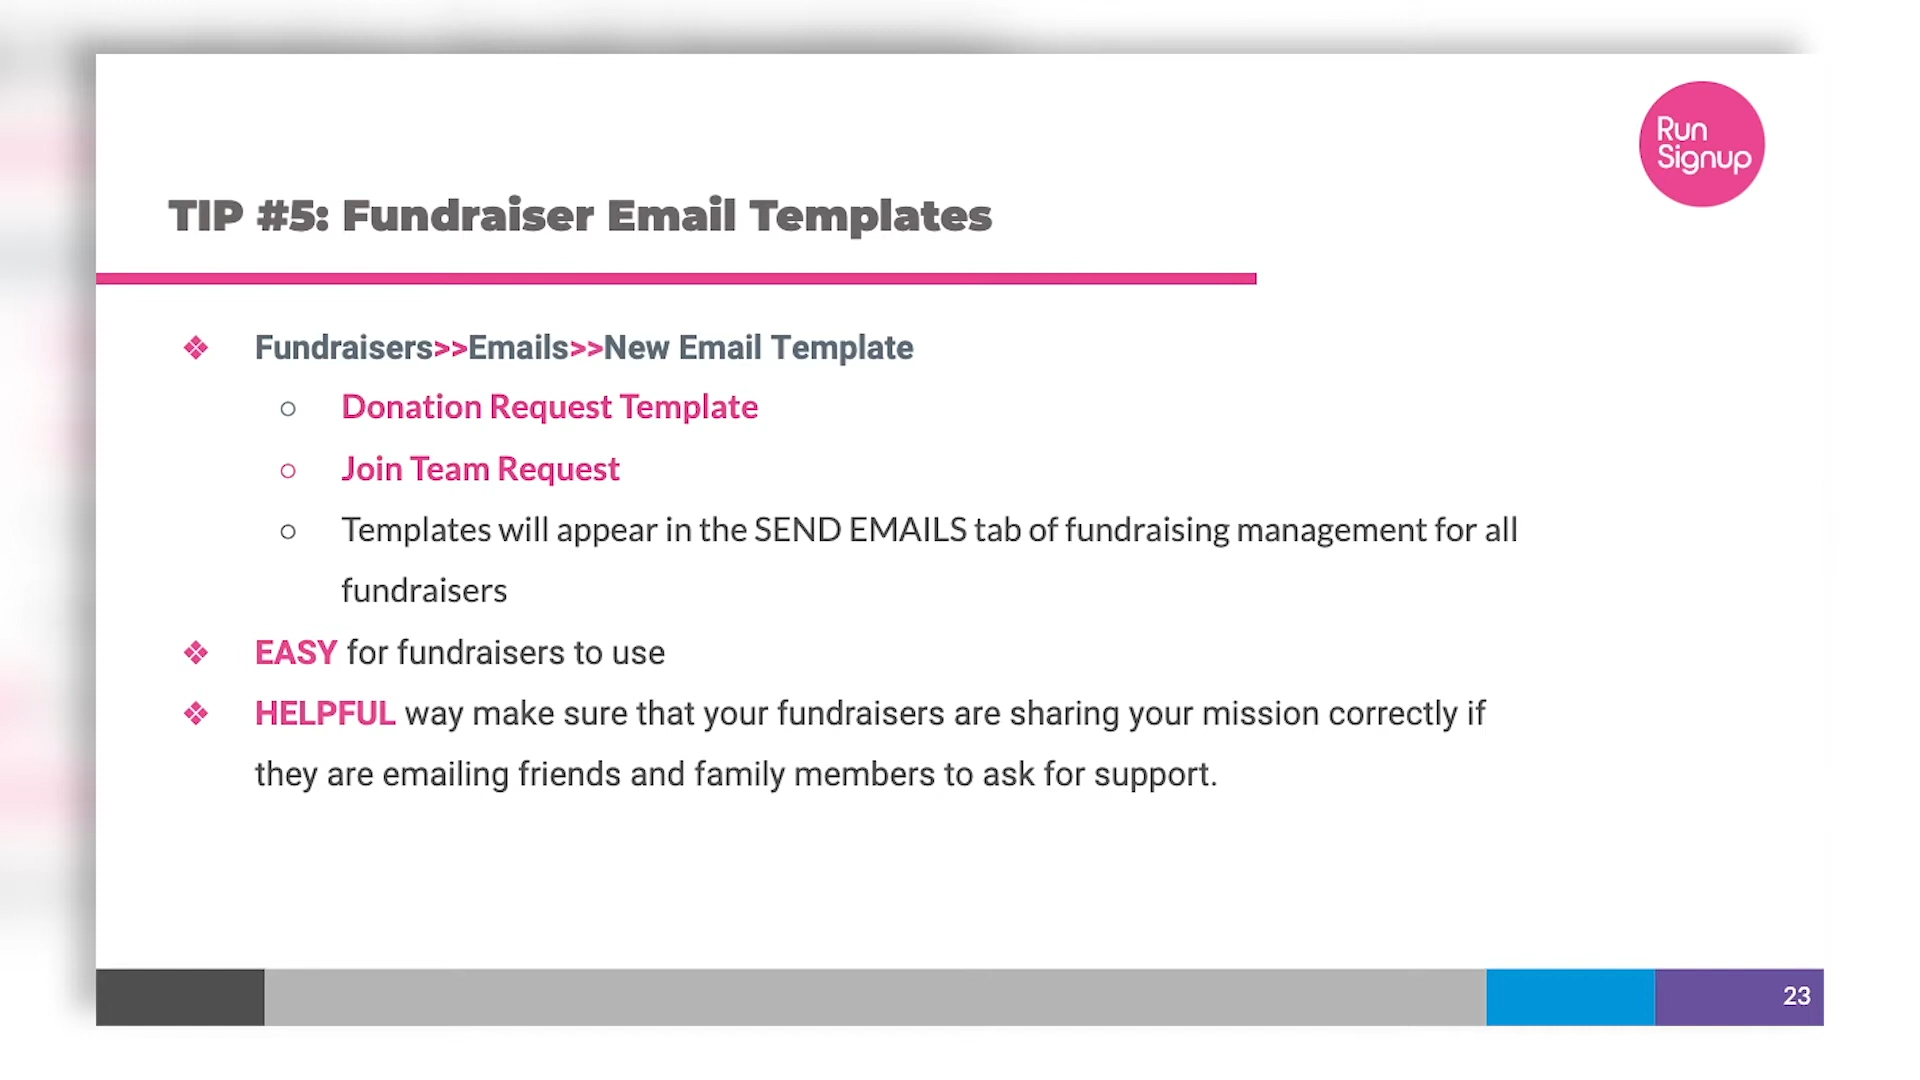 Run
Signup
TIP #5: Fundraiser Email Templates
❖ Fundraisers>>Emails>>New Email Template
○ Donation Request Template
○ Join Team Request
○ Templates will appear in the SEND EMAILS tab of fundraising management for all
fundraisers
❖ EASY for fundraisers to use
❖ HELPFUL way make sure that your fundraisers are sharing your mission correctly if
they are emailing friends and family members to ask for support.
23